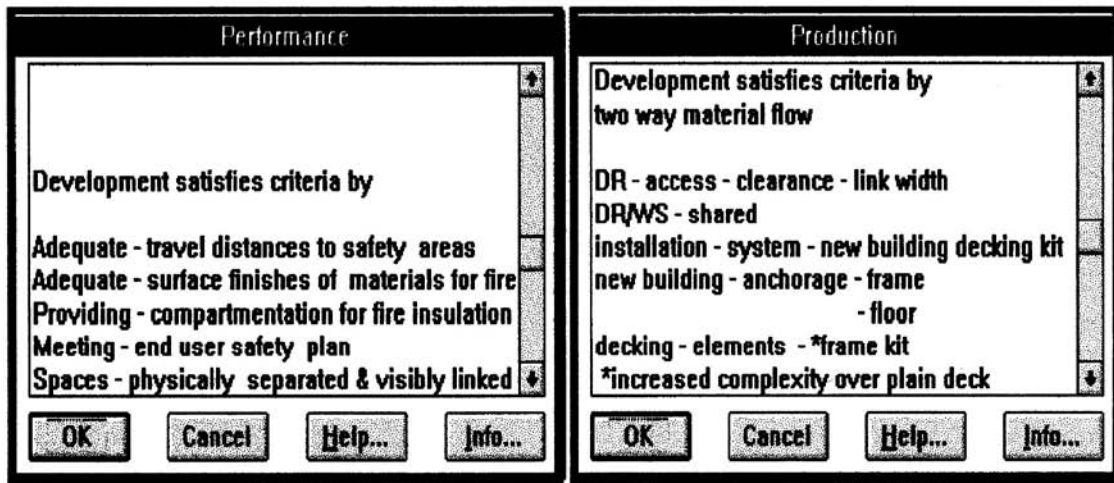 Performance
Development satisfies criteria by
Adequate - travel distances to safety areas
Adequate - surface finishes of materials for fire
Providing - compartmentation for fire insulation
Meeting - end user safety plan
Spaces - physically separated & visibly linked
OK Cancel Help... Info...
Production
Development satisfies criteria by
two way material flow
DR - access - clearance - link width
DR/WS - shared
installation - system - new building decking kit
new building - anchorage - frame
- floor
decking - elements - *frame kit
*increased complexity over plain deck
OK Cancel Help... Info...